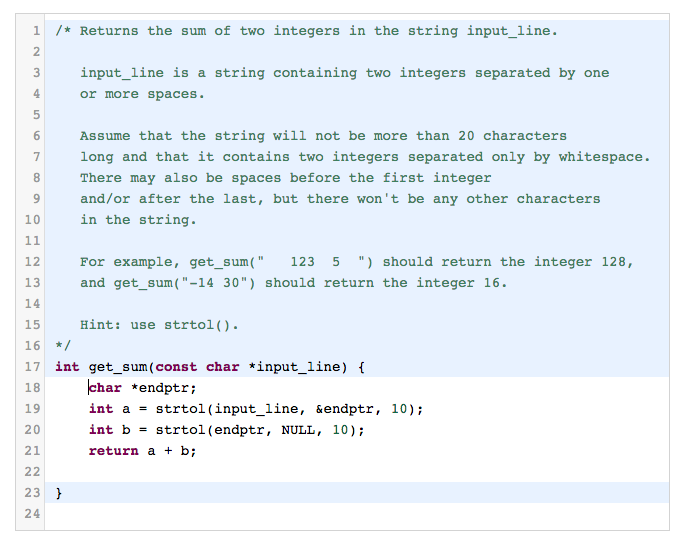 1 /* Returns the sum of two integers in the string input_line.
2
3    input_line is a string containing two integers separated by one
4    or more spaces.
5
6    Assume that the string will not be more than 20 characters
7    long and that it contains two integers separated only by whitespace.
8    There may also be spaces before the first integer
9    and/or after the last, but there won't be any other characters
10    in the string.
11
12    For example, get_sum("   123  5  ") should return the integer 128,
13    and get_sum("-14 30") should return the integer 16.
14
15    Hint: use strtol().
16 */
17 int get_sum(const char *input_line) {
18     char *endptr;
19     int a = strtol(input_line, &endptr, 10);
20     int b = strtol(endptr, NULL, 10);
21     return a + b;
22
23 }
24